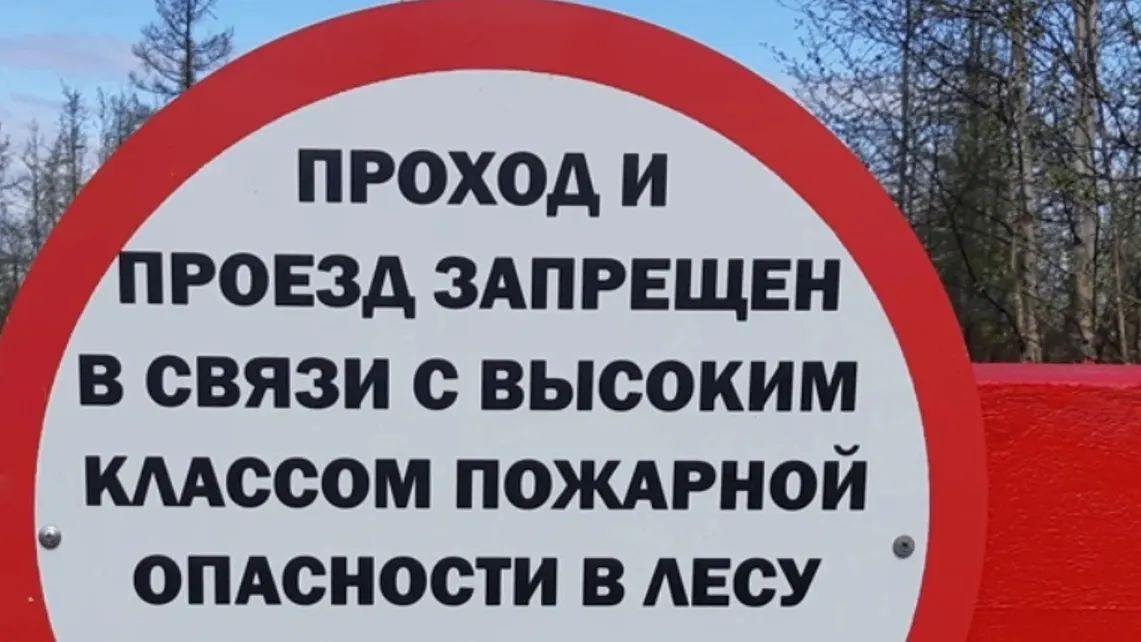 ПРОХОД И
ПРОЕЗД ЗАПРЕЩЕН
В СВЯЗИ С ВЫСОКИМ
КЛАССОМ ПОЖАРНОЙ
ОПАСНОСТИ В ЛЕСУ